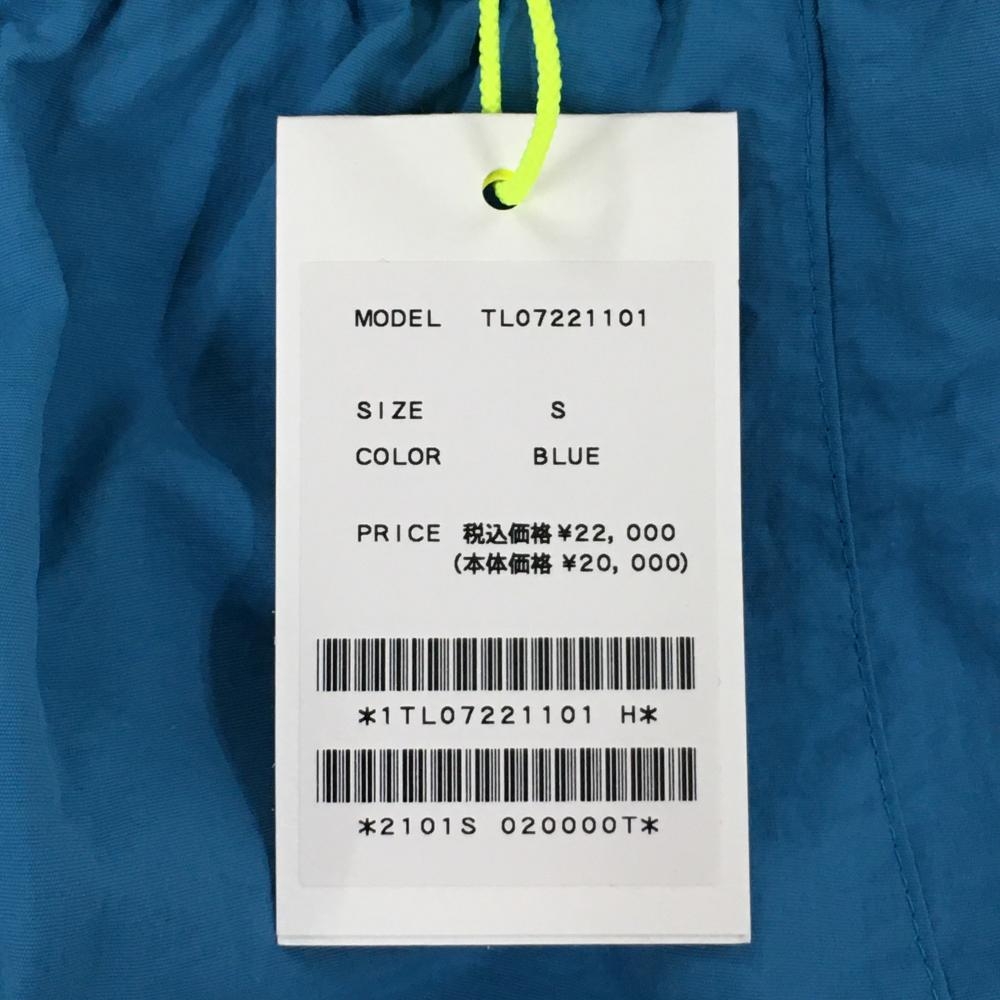 MODEL TL07221101
SIZE S
COLOR BLUE
PRICE 税込価格¥22,000
(本体価格 ¥20,000)
*1TL07221101 H*
*2101S 020000T*